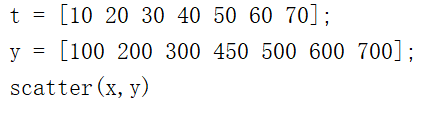 t = [10 20 30 40 50 60 70];
y = [100 200 300 450 500 600 700];
scatter(x,y)